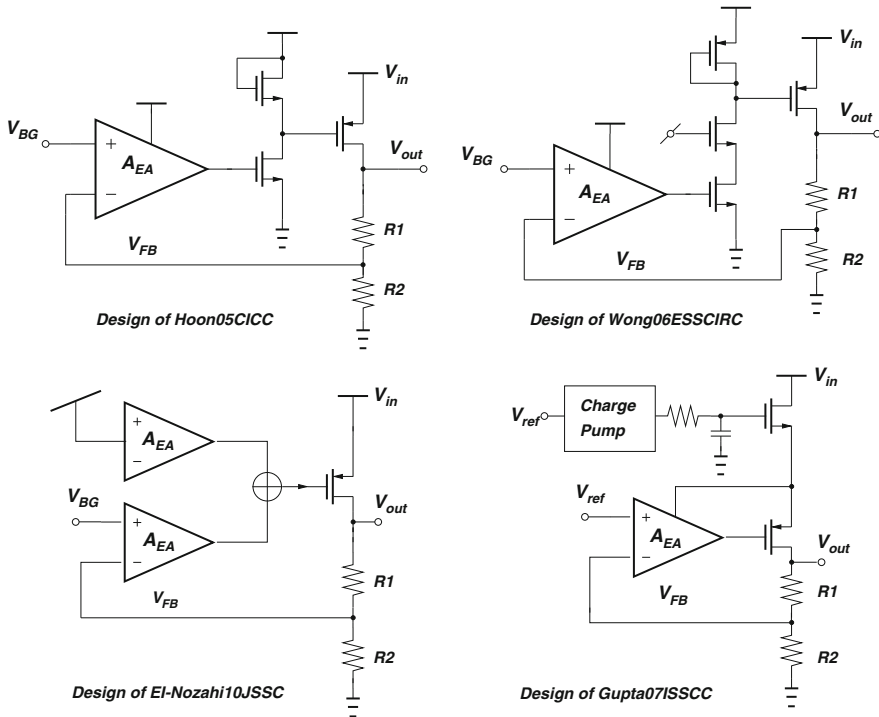 V_in
V_BG
+
−
A_EA
V_out
V_FB
R1
R2
Design of Hoon05CICC
V_in
V_BG
+
−
A_EA
V_out
V_FB
R1
R2
Design of Wong06ESSCIRC
+
−
A_EA
V_in
V_BG
+
−
A_EA
V_out
V_FB
R1
R2
Design of El-Nozahi10JSSC
V_ref
Charge
Pump
V_in
V_ref
+
−
A_EA
V_out
V_FB
R1
R2
Design of Gupta07ISSCC